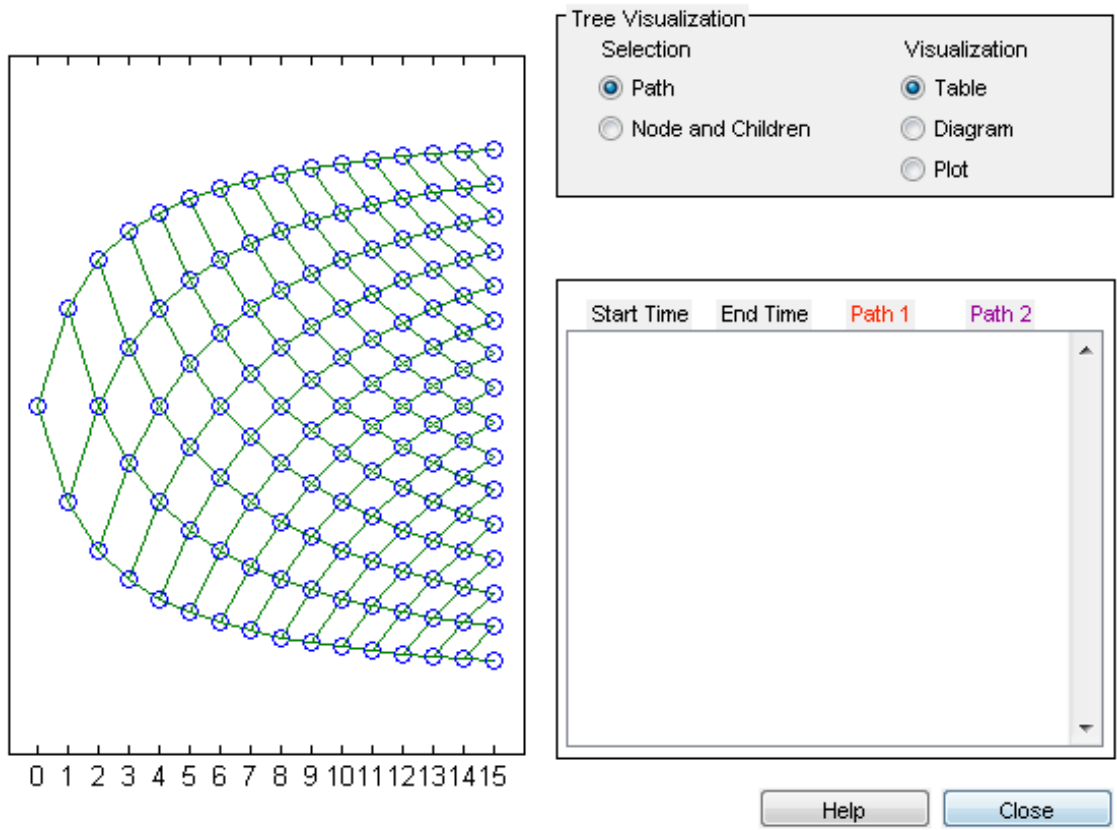 Tree Visualization
Selection Visualization
Path Table
Node and Children Diagram
Plot
Start Time End Time Path 1 Path 2
0 1 2 3 4 5 6 7 8 9 10 11 12 13 14 15
Help Close